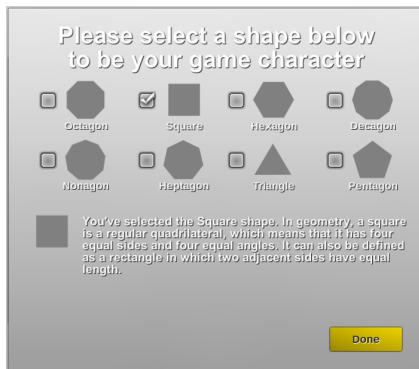 Please select a shape below
to be your game character
Octagon
Square
Hexagon
Decagon
Nonagon
Heptagon
Triangle
Pentagon
You've selected the Square shape. In geometry, a square
is a regular quadrilateral, which means that it has four
equal sides and four equal angles. It can also be defined
as a rectangle in which two adjacent sides have equal
length.
Done